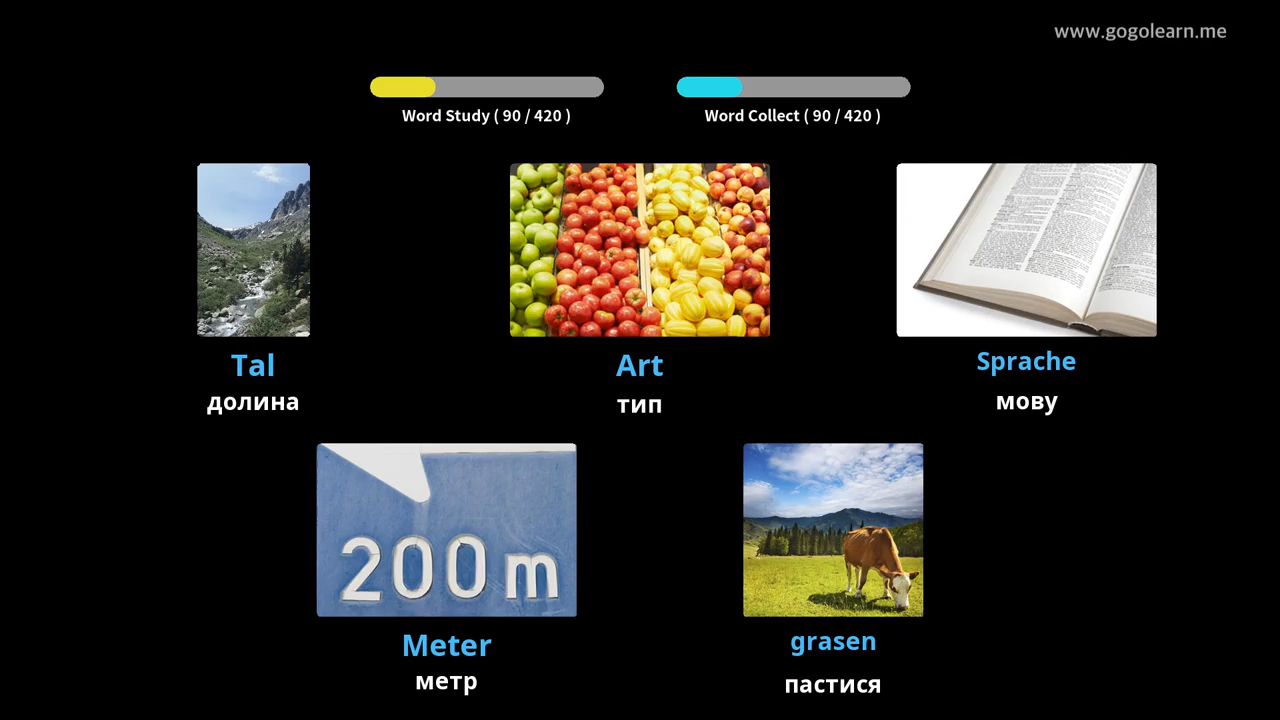 www.gogolearn.me
Word Study ( 90 / 420 )
Word Collect ( 90 / 420 )
Tal
долина
Art
тип
Sprache
мову
200 m
Meter
метр
grasen
пастися